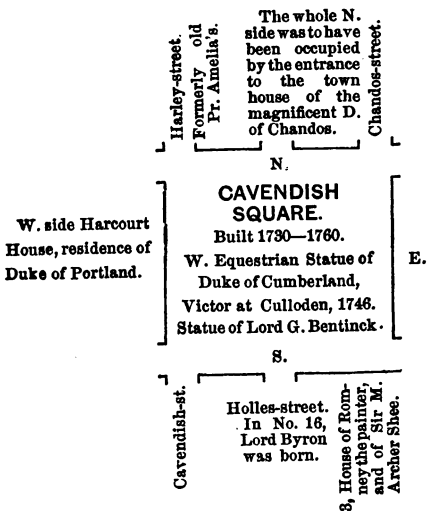 Harley-street.
Formerly old
Pr. Amelia's.
The whole N.
side was to have
been occupied
by the entrance
to the town
house of the
magnificent D.
of Chandos.
Chandos-street.
N.
W. side Harcourt
House, residence of
Duke of Portland.
CAVENDISH
SQUARE.
Built 1730—1760.
W. Equestrian Statue of
Duke of Cumberland,
Victor at Culloden, 1746.
Statue of Lord G. Bentinck.
E.
S.
Cavendish-st.
Holles-street.
In No. 16,
Lord Byron
was born.
3, House of Rom-
ney the painter,
and of Sir M.
Archer Shee.